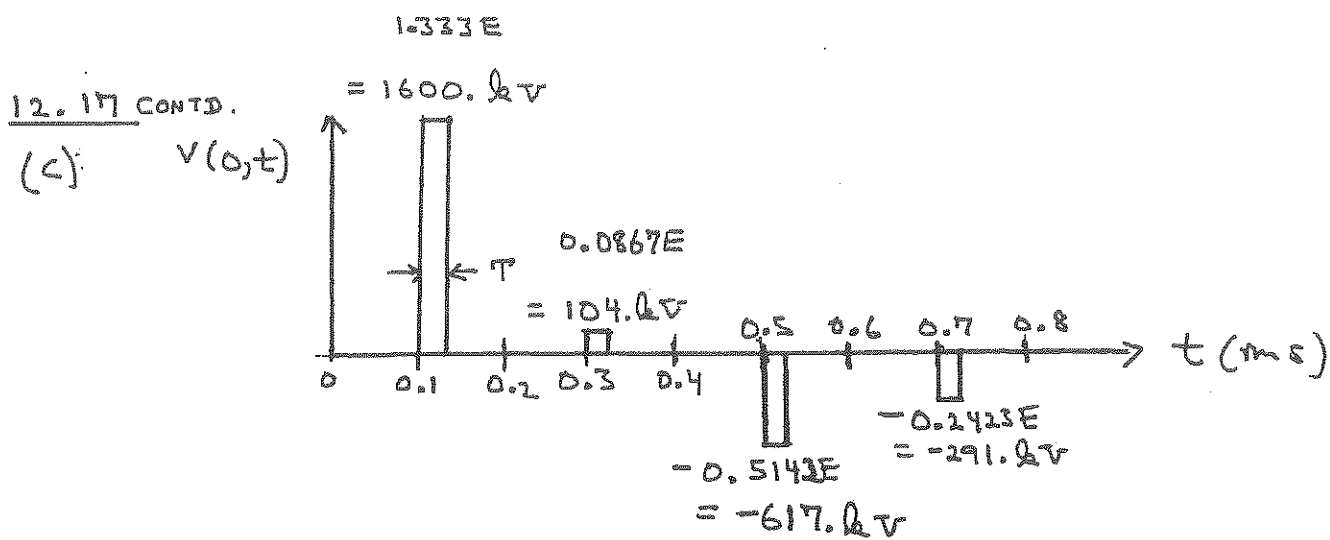 1.333E
= 1600. kV
12.17 CONTD.
(C). V(0,t)
0.0867E
T
= 104. kV
0.5 0.6 0.7 0.8
t (ms)
0 0.1 0.2 0.3 0.4
-0.2423E
= -291. kV
-0.5142E
= -617. kV